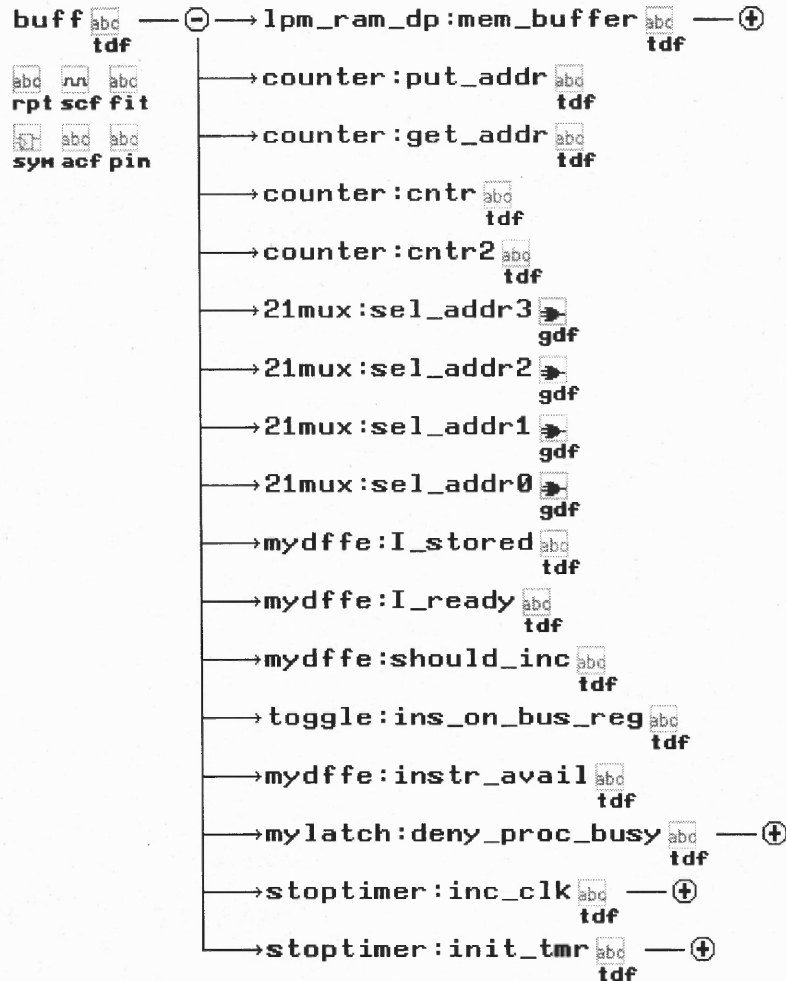 buff abc lpm_ram_dp:mem_buffer abc
tdf tdf
abc abc counter:put_addr abc
rpt scf fit tdf
abc abc counter:get_addr abc
sym acf pin tdf
counter:cntr abc
tdf
counter:cntr2 abc
tdf
21mux:sel_addr3
gdf
21mux:sel_addr2
gdf
21mux:sel_addr1
gdf
21mux:sel_addr0
gdf
mydffe:I_stored abc
tdf
mydffe:I_ready abc
tdf
mydffe:should_inc abc
tdf
toggle:ins_on_bus_reg abc
tdf
mydffe:instr_avail abc
tdf
mylatch:deny_proc_busy abc
tdf
stoptimer:inc_clk abc
tdf
stoptimer:init_tmr abc
tdf